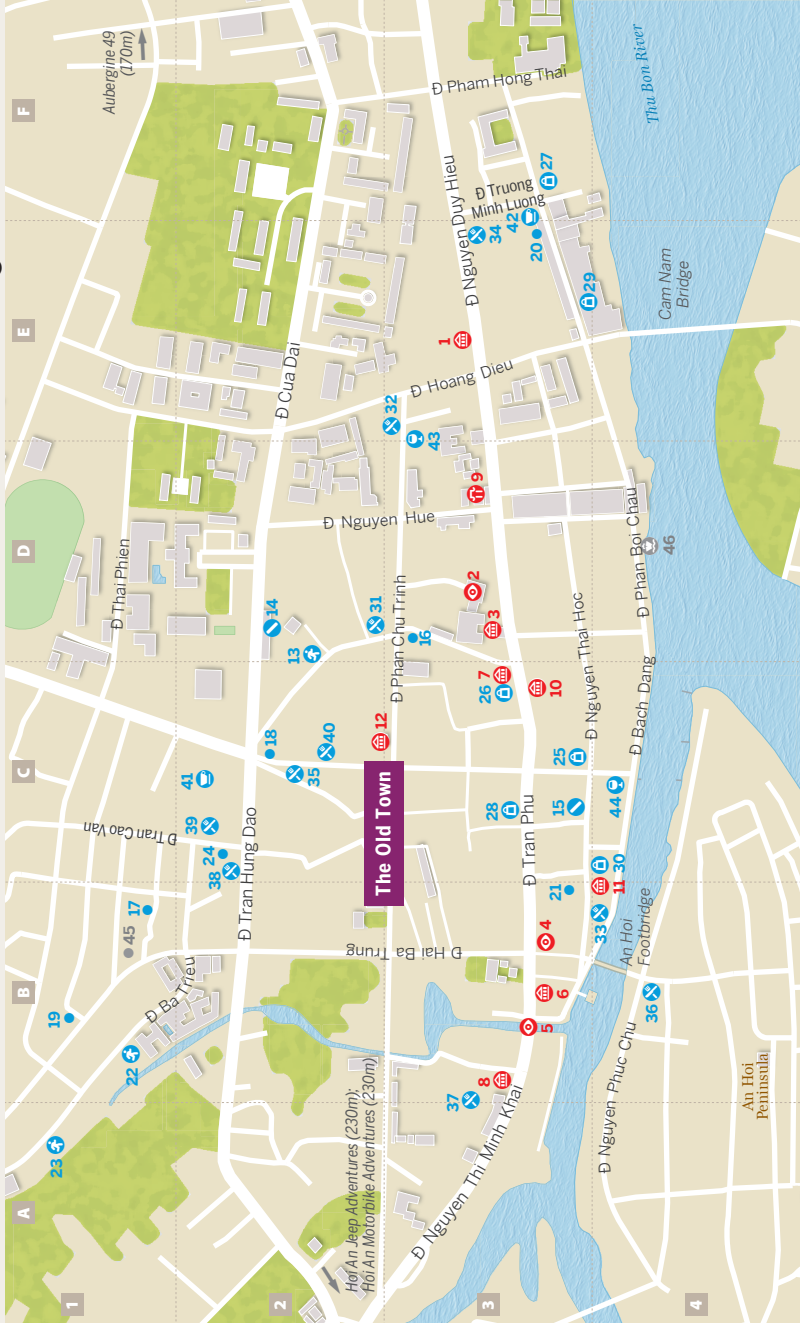 Aubergine 49
(170m)
F
Đ Pham Hong Thai
Thu Bon River
Đ Nguyen Duy Hieu
Đ Truong
Minh Luong
27
42
34
20
29
Cam Nam
Bridge
E
Đ Cua Dai
1
Đ Hoang Dieu
32
43
9
Đ Nguyen Hue
D
Đ Thai Phien
46
Đ Phan Boi Chau
2
14
31
3
Đ Phan Chu Trinh
16
13
Đ Nguyen Thai Hoc
7
26
10
Đ Bach Dang
12
18
40
25
C
41
35
28
15
44
39
Đ Tran Cao Van
The Old Town
Đ Tran Phu
24
38
Đ Tran Hung Dao
30
11
21
17
33
An Hoi
Footbridge
45
Đ Hai Ba Trung
4
B
Đ Ba Trieu
6
36
19
5
22
8
37
Đ Nguyen Phuc Chu
An Hoi
Peninsula
23
Hoi An Jeep Adventures (230m);
Hoi An Motorbike Adventures (230m)
Đ Nguyen Thi Minh Khai
A
1
2
3
4